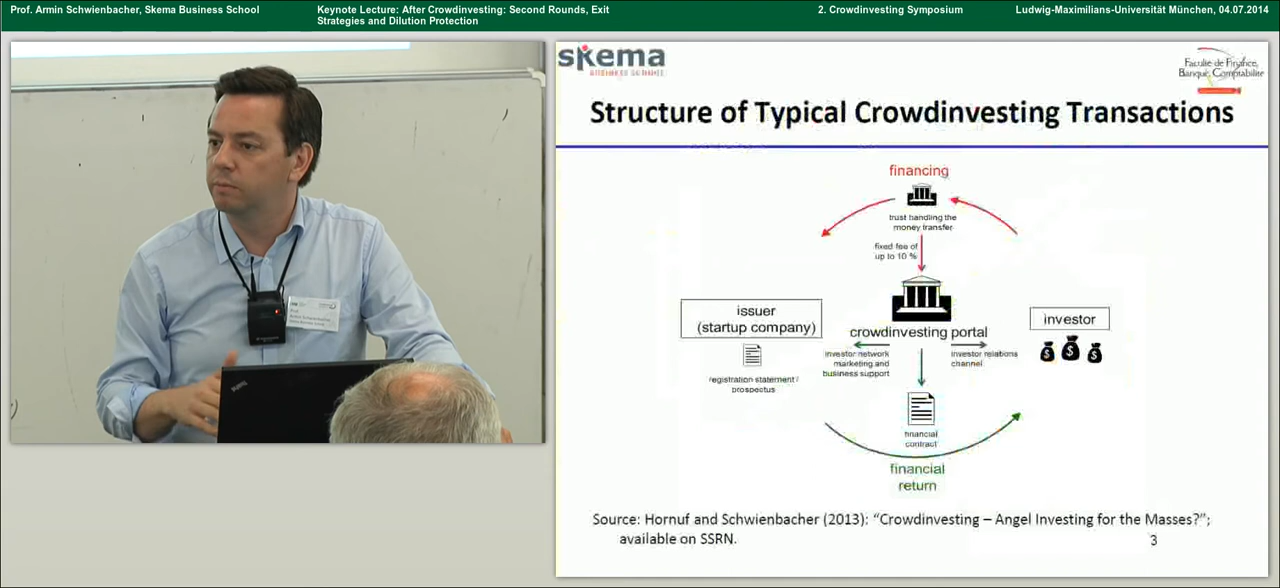 Prof. Armin Schwienbacher, Skema Business School
Keynote Lecture: After Crowdinvesting: Second Rounds, Exit
Strategies and Dilution Protection
2. Crowdinvesting Symposium
Ludwig-Maximilians-Universität München, 04.07.2014
skema
BUSINESS SCHOOL
Faculté de Finance,
Banque, Comptabilité
Structure of Typical Crowdinvesting Transactions
financing
trust handling the
money transfer
fixed fee of
up to 10 %
issuer
(startup company)
registration statement /
prospectus
crowdinvesting portal
investor network
marketing and
business support
investor relations
channel
investor
$ $ $
financial
contract
financial
return
Source: Hornuf and Schwienbacher (2013): “Crowdinvesting – Angel Investing for the Masses?”;
available on SSRN.
3